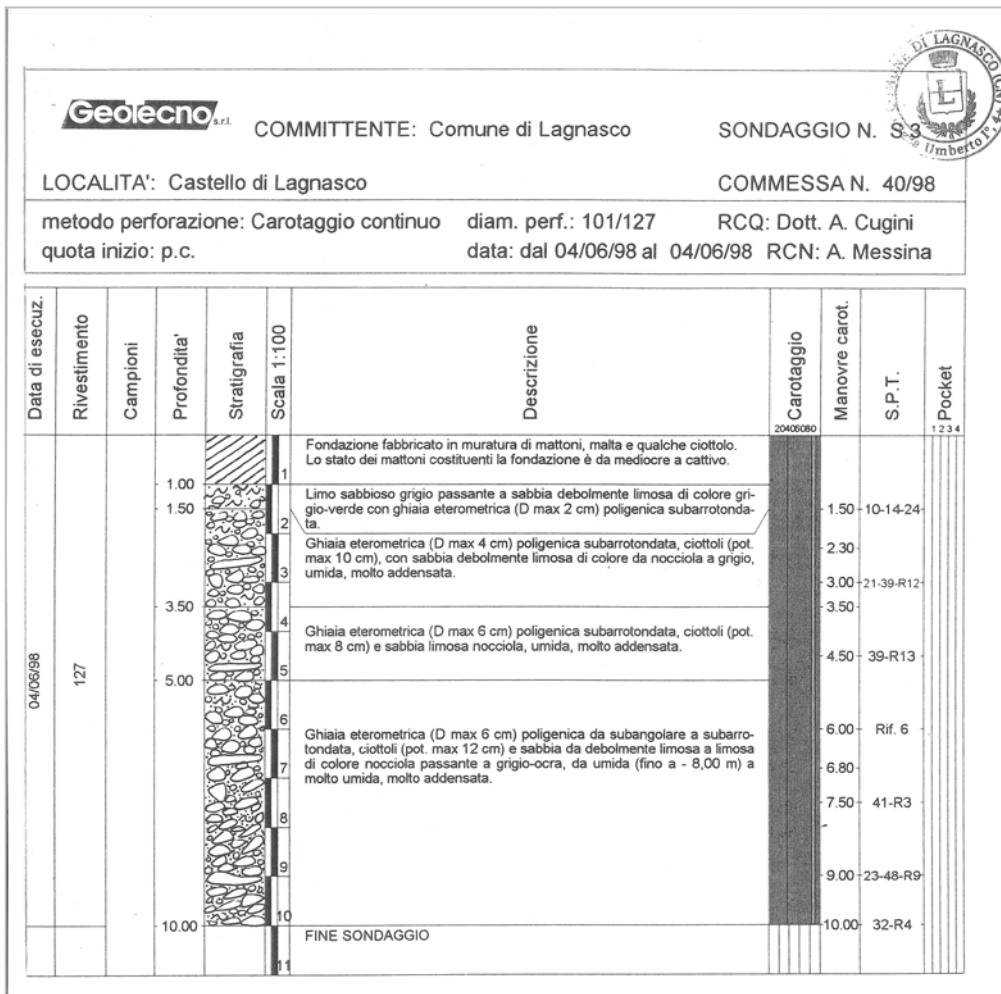 GeoTecno s.r.l.
COMMITTENTE: Comune di Lagnasco
SONDAGGIO N. S 3
DI LAGNASCO (CN)
Umberto I°, 4
LOCALITA': Castello di Lagnasco
COMMESSA N. 40/98
metodo perforazione: Carotaggio continuo diam. perf.: 101/127 RCQ: Dott. A. Cugini
quota inizio: p.c. data: dal 04/06/98 al 04/06/98 RCN: A. Messina
Data di esecuz.
Rivestimento
Campioni
Profondita'
Stratigrafia
Scala 1:100
Descrizione
Carotaggio
20406080
Manovre carot.
S.P.T.
Pocket
1 2 3 4
Fondazione fabbricato in muratura di mattoni, malta e qualche ciottolo.
Lo stato dei mattoni costituenti la fondazione è da mediocre a cattivo.
1
1.00
Limo sabbioso grigio passante a sabbia debolmente limosa di colore gri-
gio-verde con ghiaia eterometrica (D max 2 cm) poligenica subarrotonda-
ta.
1.50
1.50 10-14-24
2
Ghiaia eterometrica (D max 4 cm) poligenica subarrotondata, ciottoli (pot.
max 10 cm), con sabbia debolmente limosa di colore da nocciola a grigio,
umida, molto addensata.
2.30
3
3.00 21-39-R12
3.50
3.50
4
Ghiaia eterometrica (D max 6 cm) poligenica subarrotondata, ciottoli (pot.
max 8 cm) e sabbia limosa nocciola, umida, molto addensata.
4.50 39-R13
5
5.00
04/06/98
127
6
6.00 Rif. 6
Ghiaia eterometrica (D max 6 cm) poligenica da subangolare a subarro-
tondata, ciottoli (pot. max 12 cm) e sabbia da debolmente limosa a limosa
di colore nocciola passante a grigio-ocra, da umida (fino a - 8,00 m) a
molto umida, molto addensata.
6.80
7
7.50 41-R3
8
9
9.00 23-48-R9
10
10.00
10.00 32-R4
FINE SONDAGGIO
11